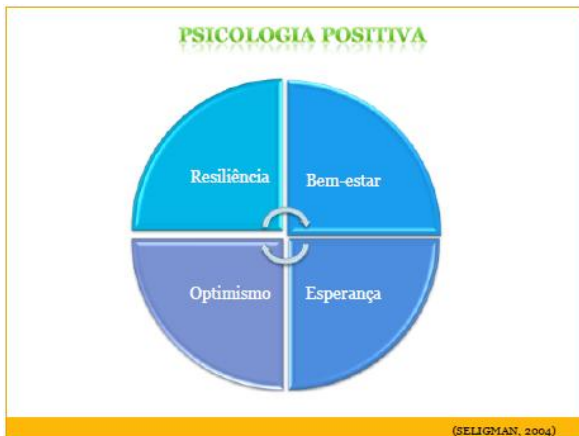 PSICOLOGIA POSITIVA
Resiliência
Bem-estar
Optimismo
Esperança
(SELIGMAN, 2004)